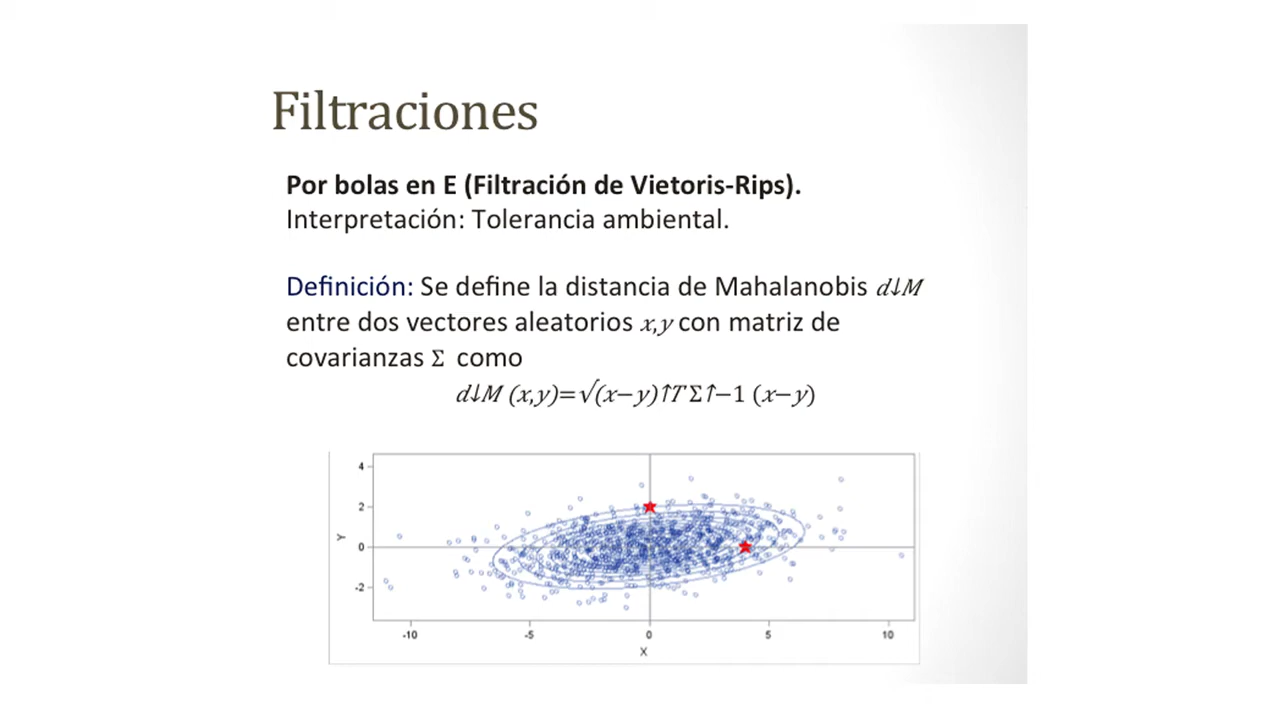 Filtraciones
Por bolas en E (Filtración de Vietoris-Rips).
Interpretación: Tolerancia ambiental.
Definición: Se define la distancia de Mahalanobis d↓M
entre dos vectores aleatorios x,y con matriz de
covarianzas Σ como
d↓M (x,y)=√(x−y)↑T Σ↑−1 (x−y)
4
2
0
-2
Y
-10 -5 0 5 10
X